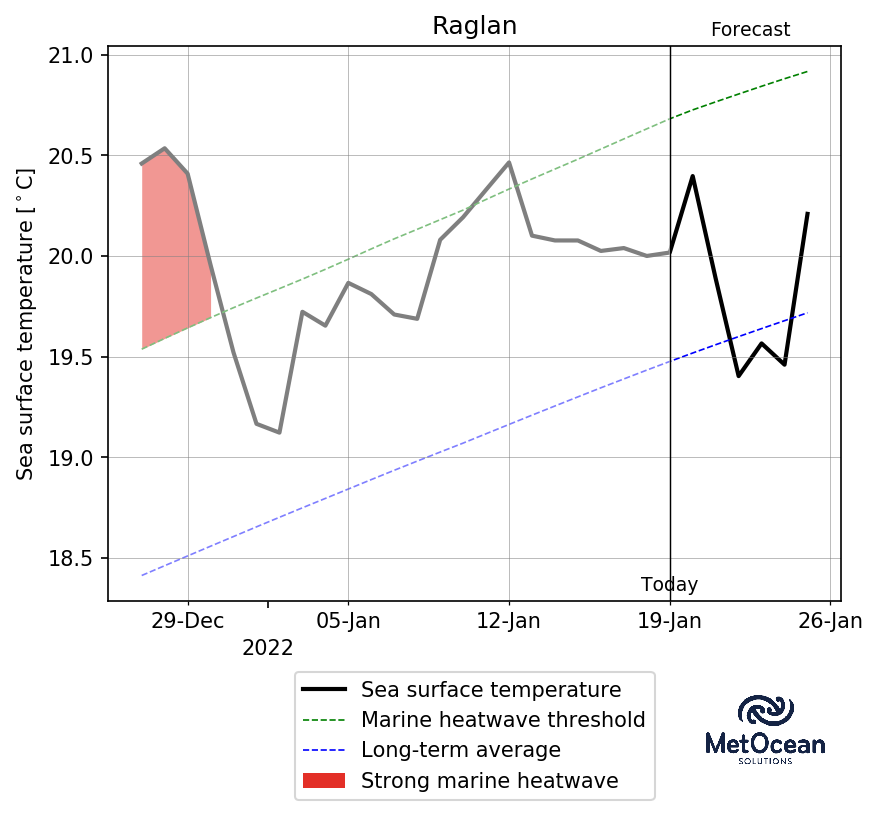 Raglan
Forecast
21.0
20.5
20.0
19.5
19.0
18.5
Sea surface temperature [˚C]
Today
29-Dec 05-Jan 12-Jan 19-Jan 26-Jan
2022
Sea surface temperature
Marine heatwave threshold
Long-term average
Strong marine heatwave
MetOcean
SOLUTIONS